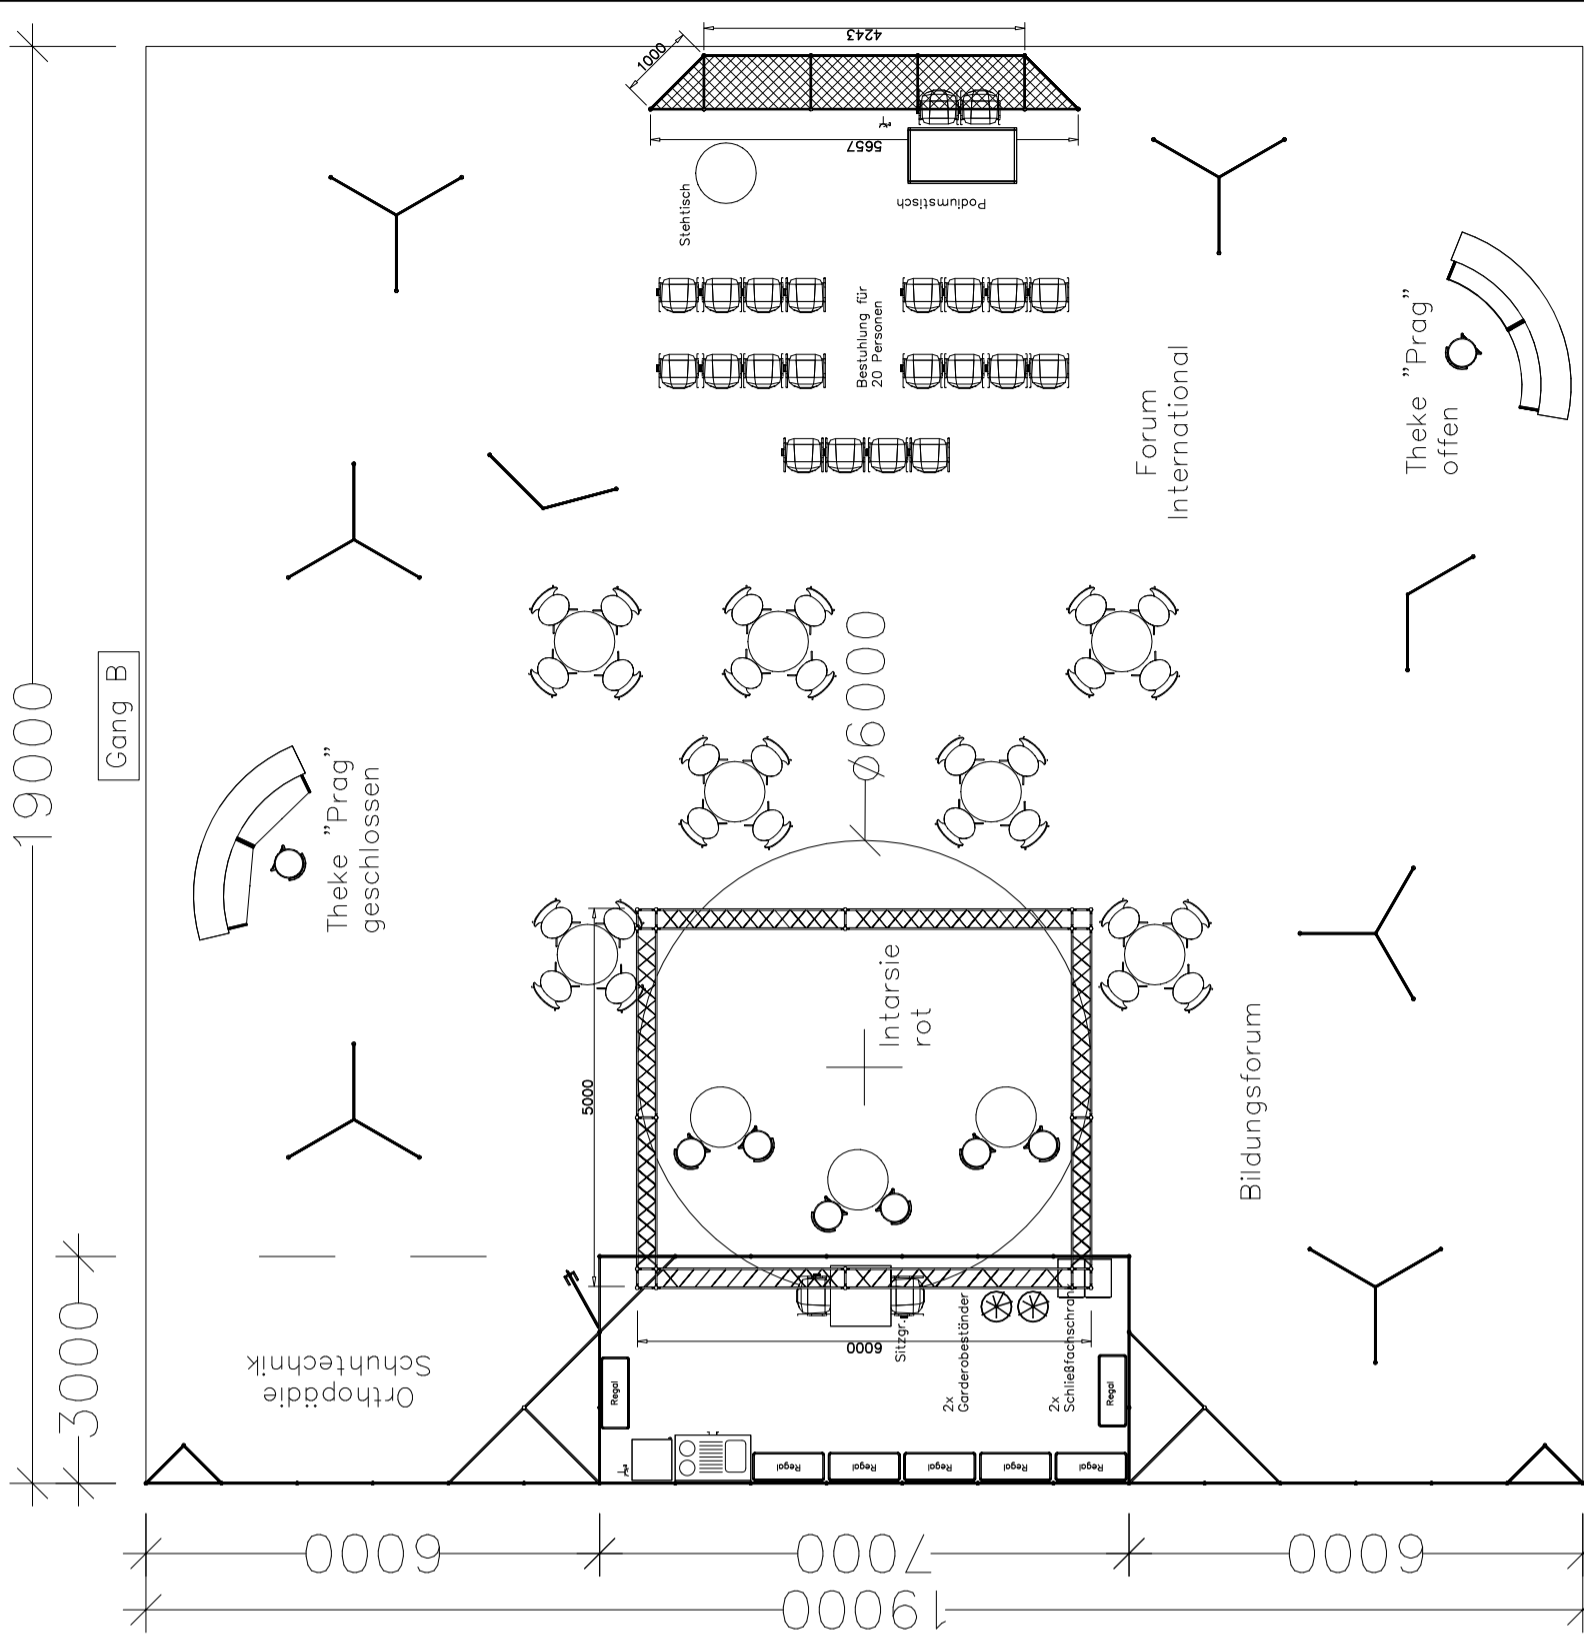 4243
1000
5657
Stehtisch
Podiumstisch
Bestuhlung für
20 Personen
Forum
International
Theke ”Prag”
offen
19000
Gang B
⌀6000
Theke ”Prag”
geschlossen
Intarsie
rot
5000
Bildungsforum
3000
Orthopädie
Schuhtechnik
6000
Sitzgr.
2x
Garderobeständer
2x
Schließfachschrank
Regal
Regal
Regal
Regal
Regal
Regal
Regal
6000
7000
6000
19000